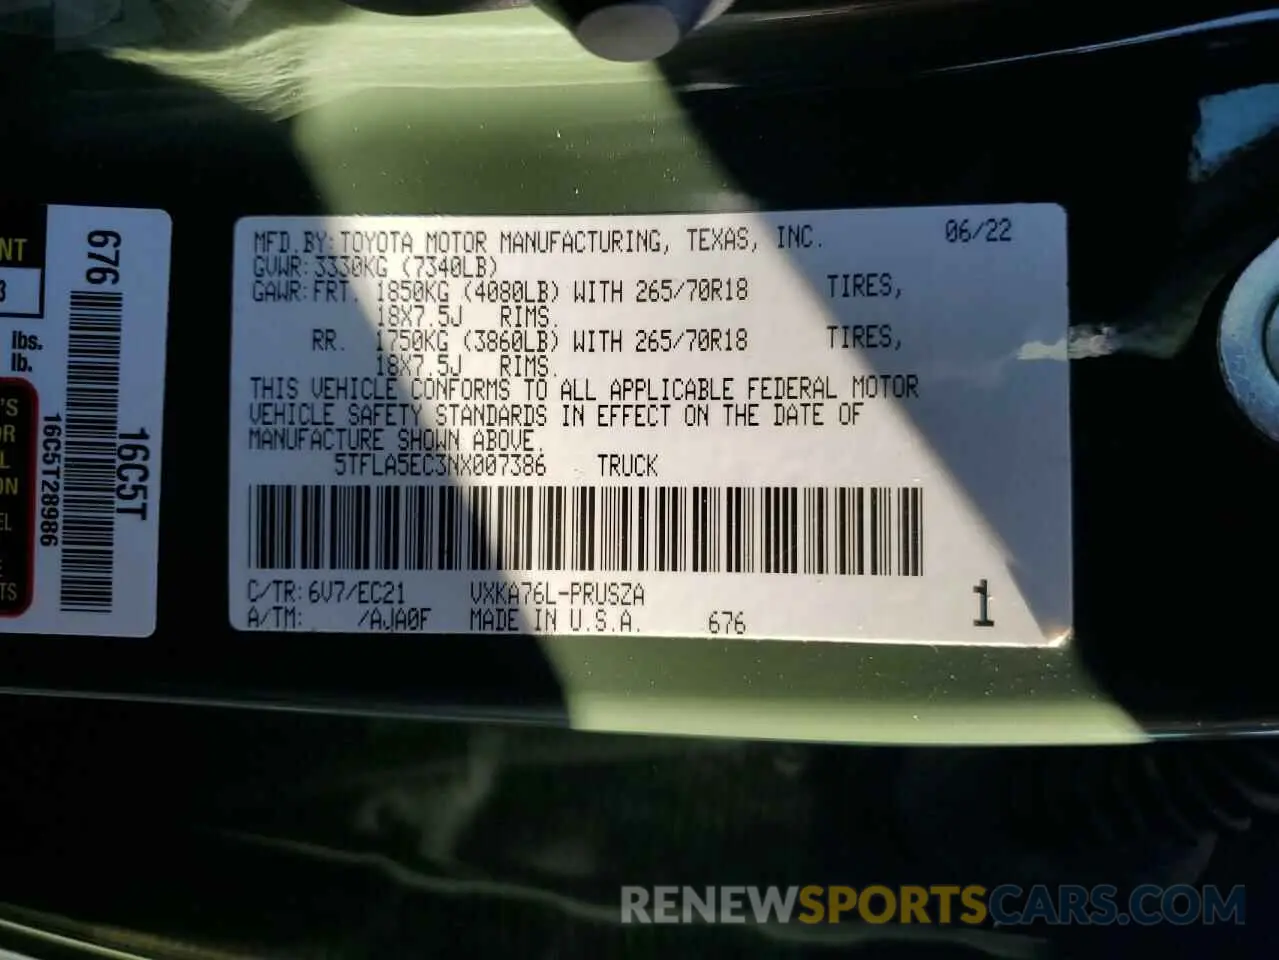 MFD. BY: TOYOTA MOTOR MANUFACTURING, TEXAS, INC. 06/22
GVWR: 3330KG (7340LB)
GAWR: FRT. 1850KG (4080LB) WITH 265/70R18 TIRES,
18X7.5J RIMS.
RR. 1750KG (3860LB) WITH 265/70R18 TIRES,
18X7.5J RIMS.
THIS VEHICLE CONFORMS TO ALL APPLICABLE FEDERAL MOTOR
VEHICLE SAFETY STANDARDS IN EFFECT ON THE DATE OF
MANUFACTURE SHOWN ABOVE.
5TFLA5EC3NX007386 TRUCK
C/TR: 6V7/EC21 VXKA76L-PRUSZA
A/TM: /AJA0F MADE IN U.S.A. 676
1
676
16C5T
16C5T28986
lbs.
lb.
RENEWSPORTSCARS.COM